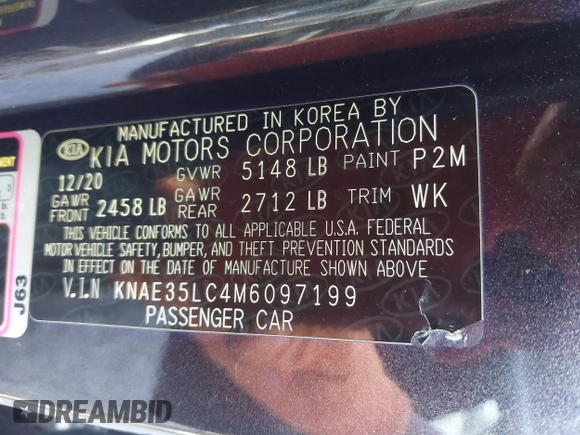 MANUFACTURED IN KOREA BY
KIA KIA MOTORS CORPORATION
12/20 GVWR 5148 LB PAINT P2M
GAWR FRONT 2458 LB GAWR REAR 2712 LB TRIM WK
THIS VEHICLE CONFORMS TO ALL APPLICABLE U.S.A. FEDERAL
MOTOR VEHICLE SAFETY, BUMPER, AND THEFT PREVENTION STANDARDS
IN EFFECT ON THE DATE OF MANUFACTURE SHOWN ABOVE
V.I.N KNAE35LC4M6097199
PASSENGER CAR
J63
DREAMBID